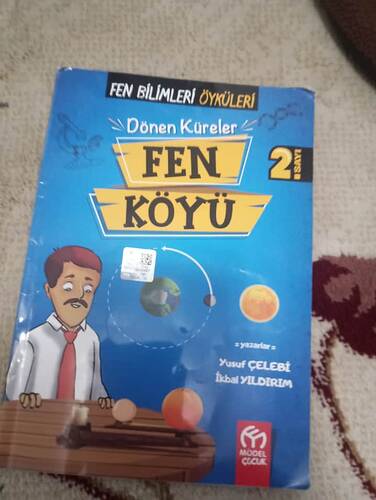 FEN BİLİMLERİ ÖYKÜLERİ
Dönen Küreler
FEN
KÖYÜ
2. SAYI
= yazarlar =
Yusuf ÇELEBİ
İkbal YILDIRIM
MODEL
ÇOCUK